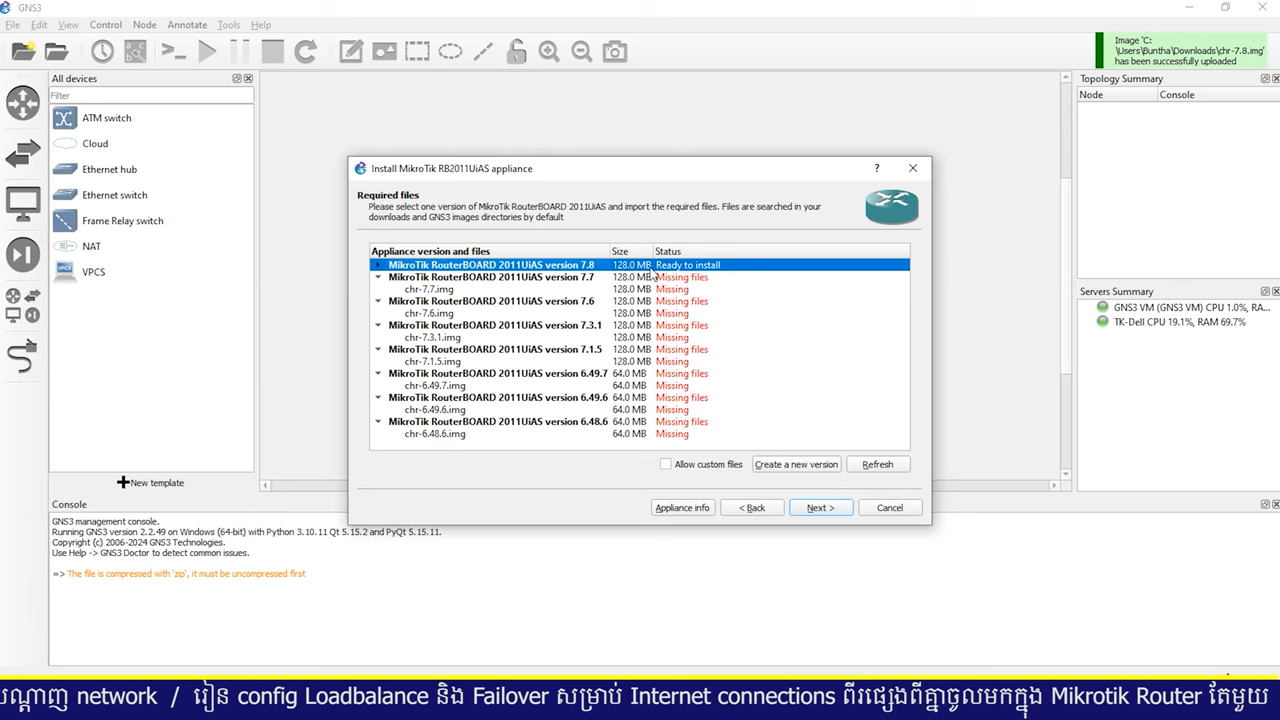 GNS3
File Edit View Control Node Annotate Tools Help
Image 'C:
\Users\Buntha\Downloads\chr-7.8.img'
has been successfully uploaded
All devices
Filter
ATM switch
Cloud
Ethernet hub
Ethernet switch
Frame Relay switch
NAT
VPCS
New template
Install MikroTik RB2011UiAS appliance
Required files
Please select one version of MikroTik RouterBOARD 2011UiAS and import the required files. Files are searched in your
downloads and GNS3 images directories by default
Appliance version and files Size Status
MikroTik RouterBOARD 2011UiAS version 7.8 128.0 MB Ready to install
MikroTik RouterBOARD 2011UiAS version 7.7 128.0 MB Missing files
chr-7.7.img 128.0 MB Missing
MikroTik RouterBOARD 2011UiAS version 7.6 128.0 MB Missing files
chr-7.6.img 128.0 MB Missing
MikroTik RouterBOARD 2011UiAS version 7.3.1 128.0 MB Missing files
chr-7.3.1.img 128.0 MB Missing
MikroTik RouterBOARD 2011UiAS version 7.1.5 128.0 MB Missing files
chr-7.1.5.img 128.0 MB Missing
MikroTik RouterBOARD 2011UiAS version 6.49.7 64.0 MB Missing files
chr-6.49.7.img 64.0 MB Missing
MikroTik RouterBOARD 2011UiAS version 6.49.6 64.0 MB Missing files
chr-6.49.6.img 64.0 MB Missing
MikroTik RouterBOARD 2011UiAS version 6.48.6 64.0 MB Missing files
chr-6.48.6.img 64.0 MB Missing
Allow custom files Create a new version Refresh
Appliance info < Back Next > Cancel
Topology Summary
Node Console
Servers Summary
GNS3 VM (GNS3 VM) CPU 1.0%, RA...
TK-Dell CPU 19.1%, RAM 69.7%
Console
GNS3 management console.
Running GNS3 version 2.2.49 on Windows (64-bit) with Python 3.10.11 Qt 5.15.2 and PyQt 5.15.11.
Copyright (c) 2006-2024 GNS3 Technologies.
Use Help -> GNS3 Doctor to detect common issues.
=> The file is compressed with 'zip', it must be uncompressed first
បណ្តាញ network / រៀន config Loadbalance និង Failover សម្រាប់ Internet connections ពីរផ្សេងពីគ្នាចូលមកក្នុង Mikrotik Router តែមួយ